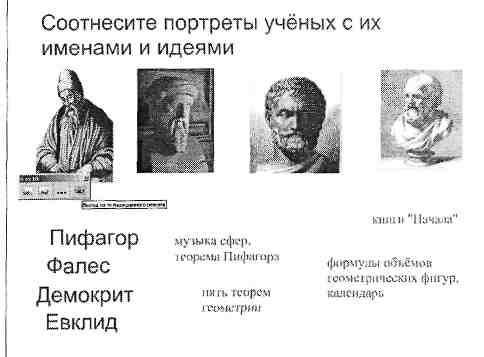 Соотнесите портреты учёных с их
именами и идеями
книги "Начала"
Пифагор
музыка сфер,
теорема Пифагора
Фалес
формулы объёмов
геометрических фигур,
календарь
Демокрит
пять теорем
геометрии
Евклид